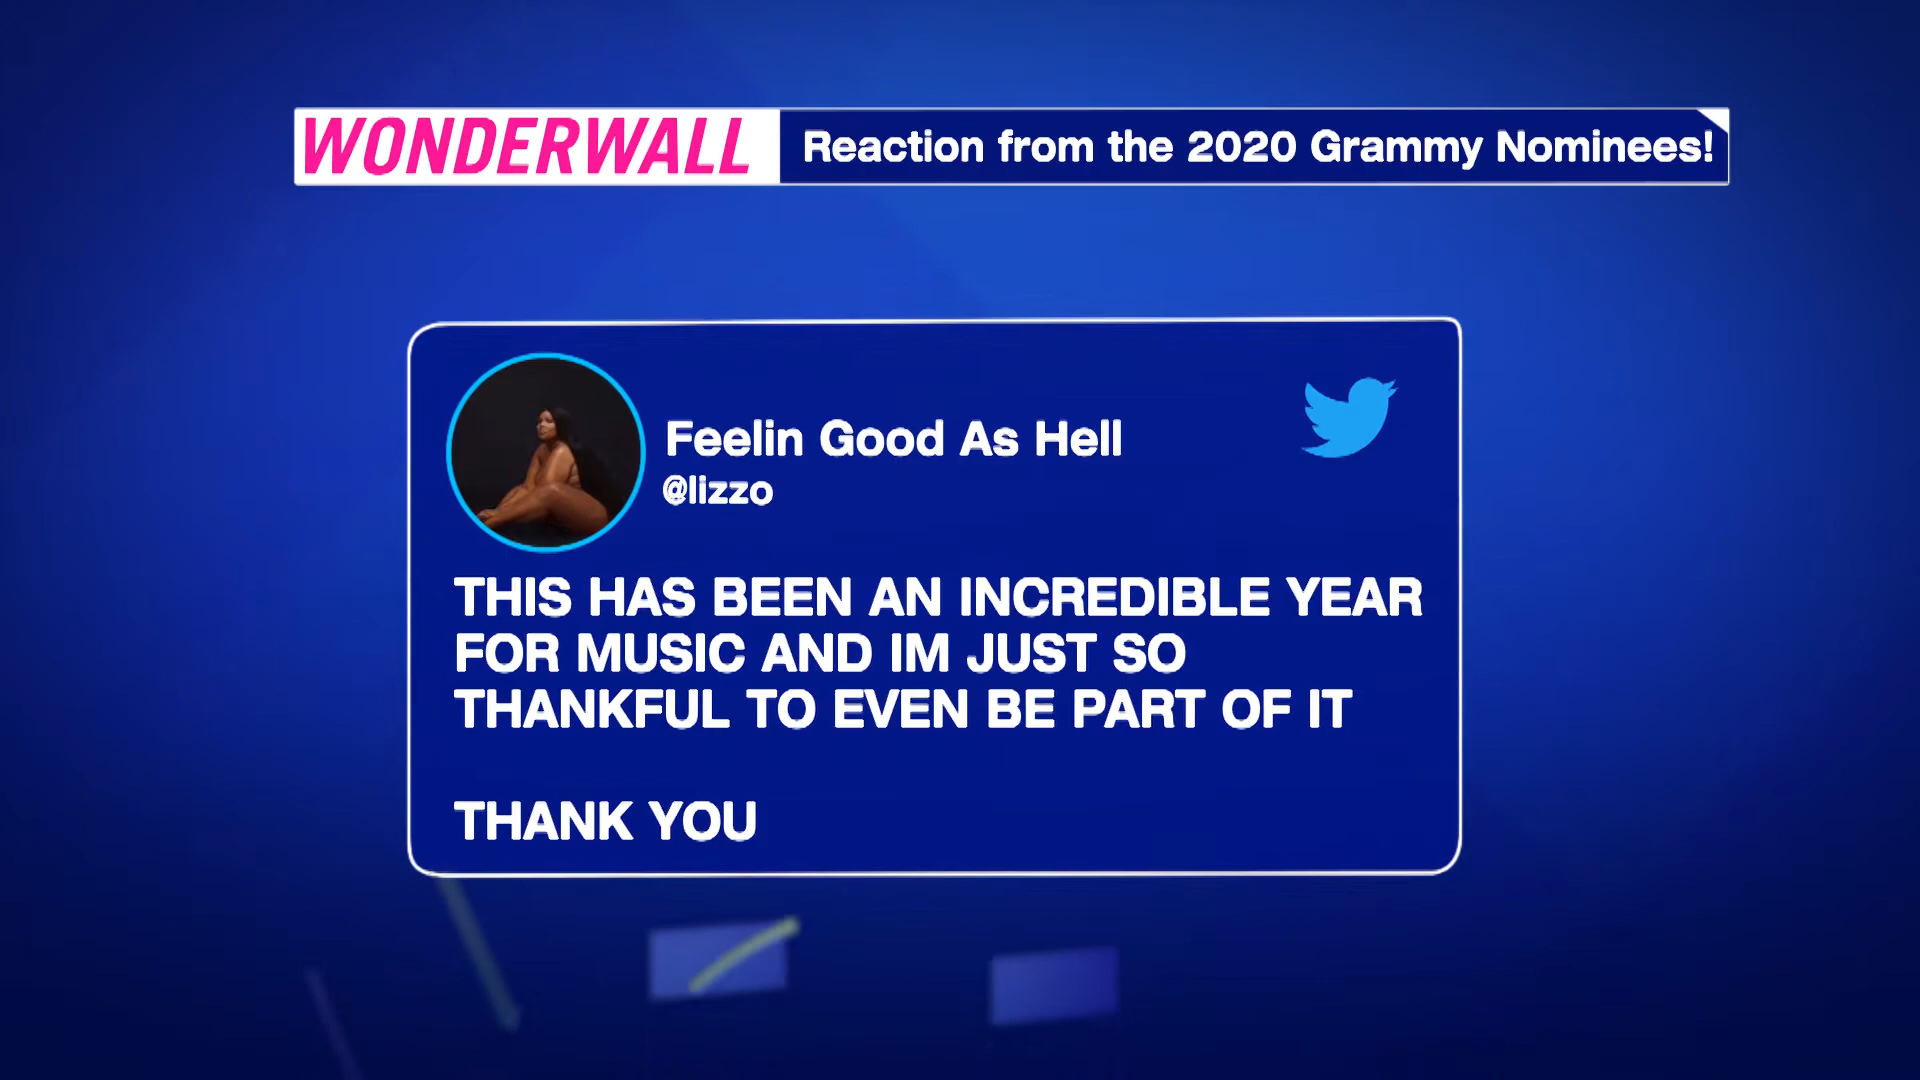 WONDERWALL
Reaction from the 2020 Grammy Nominees!
Feelin Good As Hell
@lizzo
THIS HAS BEEN AN INCREDIBLE YEAR
FOR MUSIC AND IM JUST SO
THANKFUL TO EVEN BE PART OF IT
THANK YOU